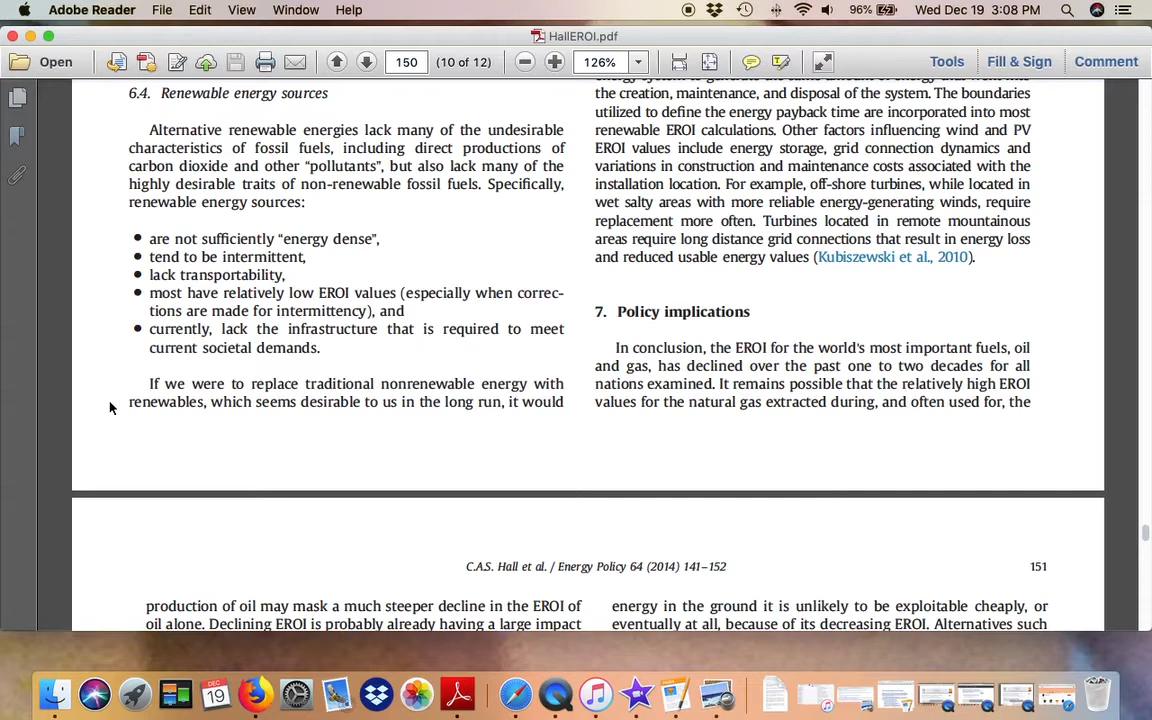 Adobe Reader File Edit View Window Help 96% Wed Dec 19 3:08 PM
HallEROI.pdf
Open 150 (10 of 12) 126% Tools Fill & Sign Comment
6.4. Renewable energy sources
Alternative renewable energies lack many of the undesirable
characteristics of fossil fuels, including direct productions of
carbon dioxide and other “pollutants”, but also lack many of the
highly desirable traits of non-renewable fossil fuels. Specifically,
renewable energy sources:
• are not sufficiently “energy dense”,
• tend to be intermittent,
• lack transportability,
• most have relatively low EROI values (especially when correc-
tions are made for intermittency), and
• currently, lack the infrastructure that is required to meet
current societal demands.
If we were to replace traditional nonrenewable energy with
renewables, which seems desirable to us in the long run, it would
the creation, maintenance, and disposal of the system. The boundaries
utilized to define the energy payback time are incorporated into most
renewable EROI calculations. Other factors influencing wind and PV
EROI values include energy storage, grid connection dynamics and
variations in construction and maintenance costs associated with the
installation location. For example, off-shore turbines, while located in
wet salty areas with more reliable energy-generating winds, require
replacement more often. Turbines located in remote mountainous
areas require long distance grid connections that result in energy loss
and reduced usable energy values (Kubiszewski et al., 2010).
7. Policy implications
In conclusion, the EROI for the world's most important fuels, oil
and gas, has declined over the past one to two decades for all
nations examined. It remains possible that the relatively high EROI
values for the natural gas extracted during, and often used for, the
C.A.S. Hall et al. / Energy Policy 64 (2014) 141–152 151
production of oil may mask a much steeper decline in the EROI of
oil alone. Declining EROI is probably already having a large impact
energy in the ground it is unlikely to be exploitable cheaply, or
eventually at all, because of its decreasing EROI. Alternatives such
DEC
19